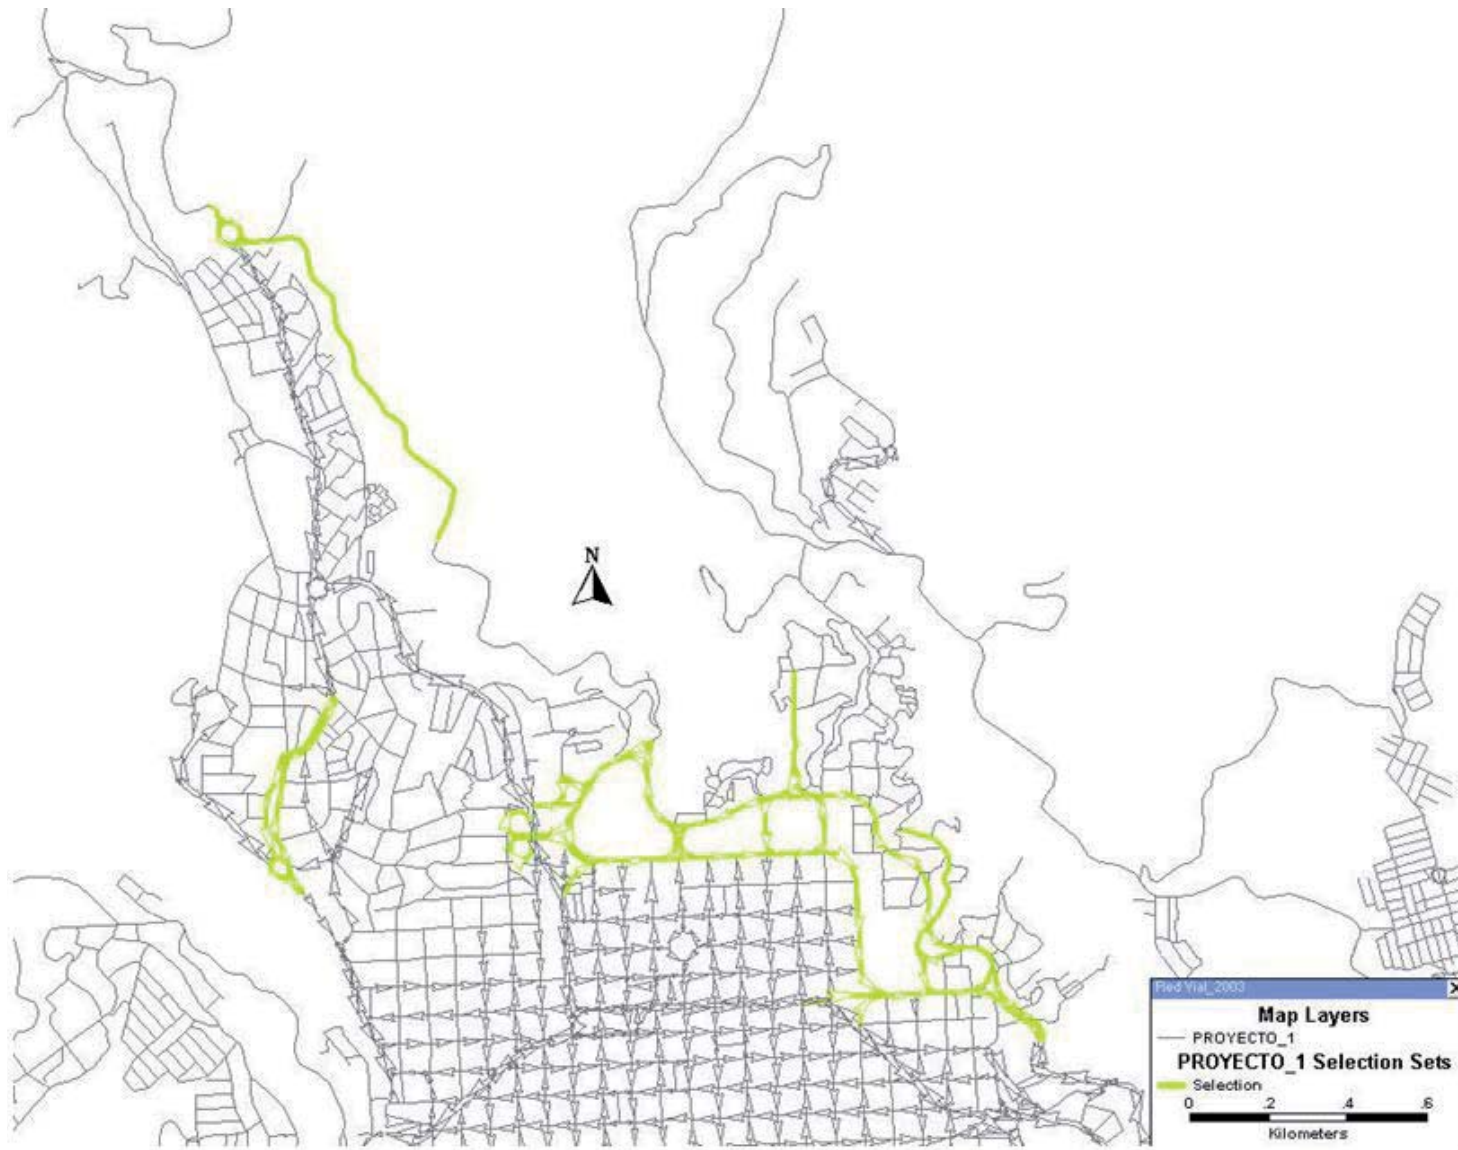 N
Red Vial_2003
Map Layers
PROYECTO_1
PROYECTO_1 Selection Sets
Selection
0 .2 .4 .6
Kilometers